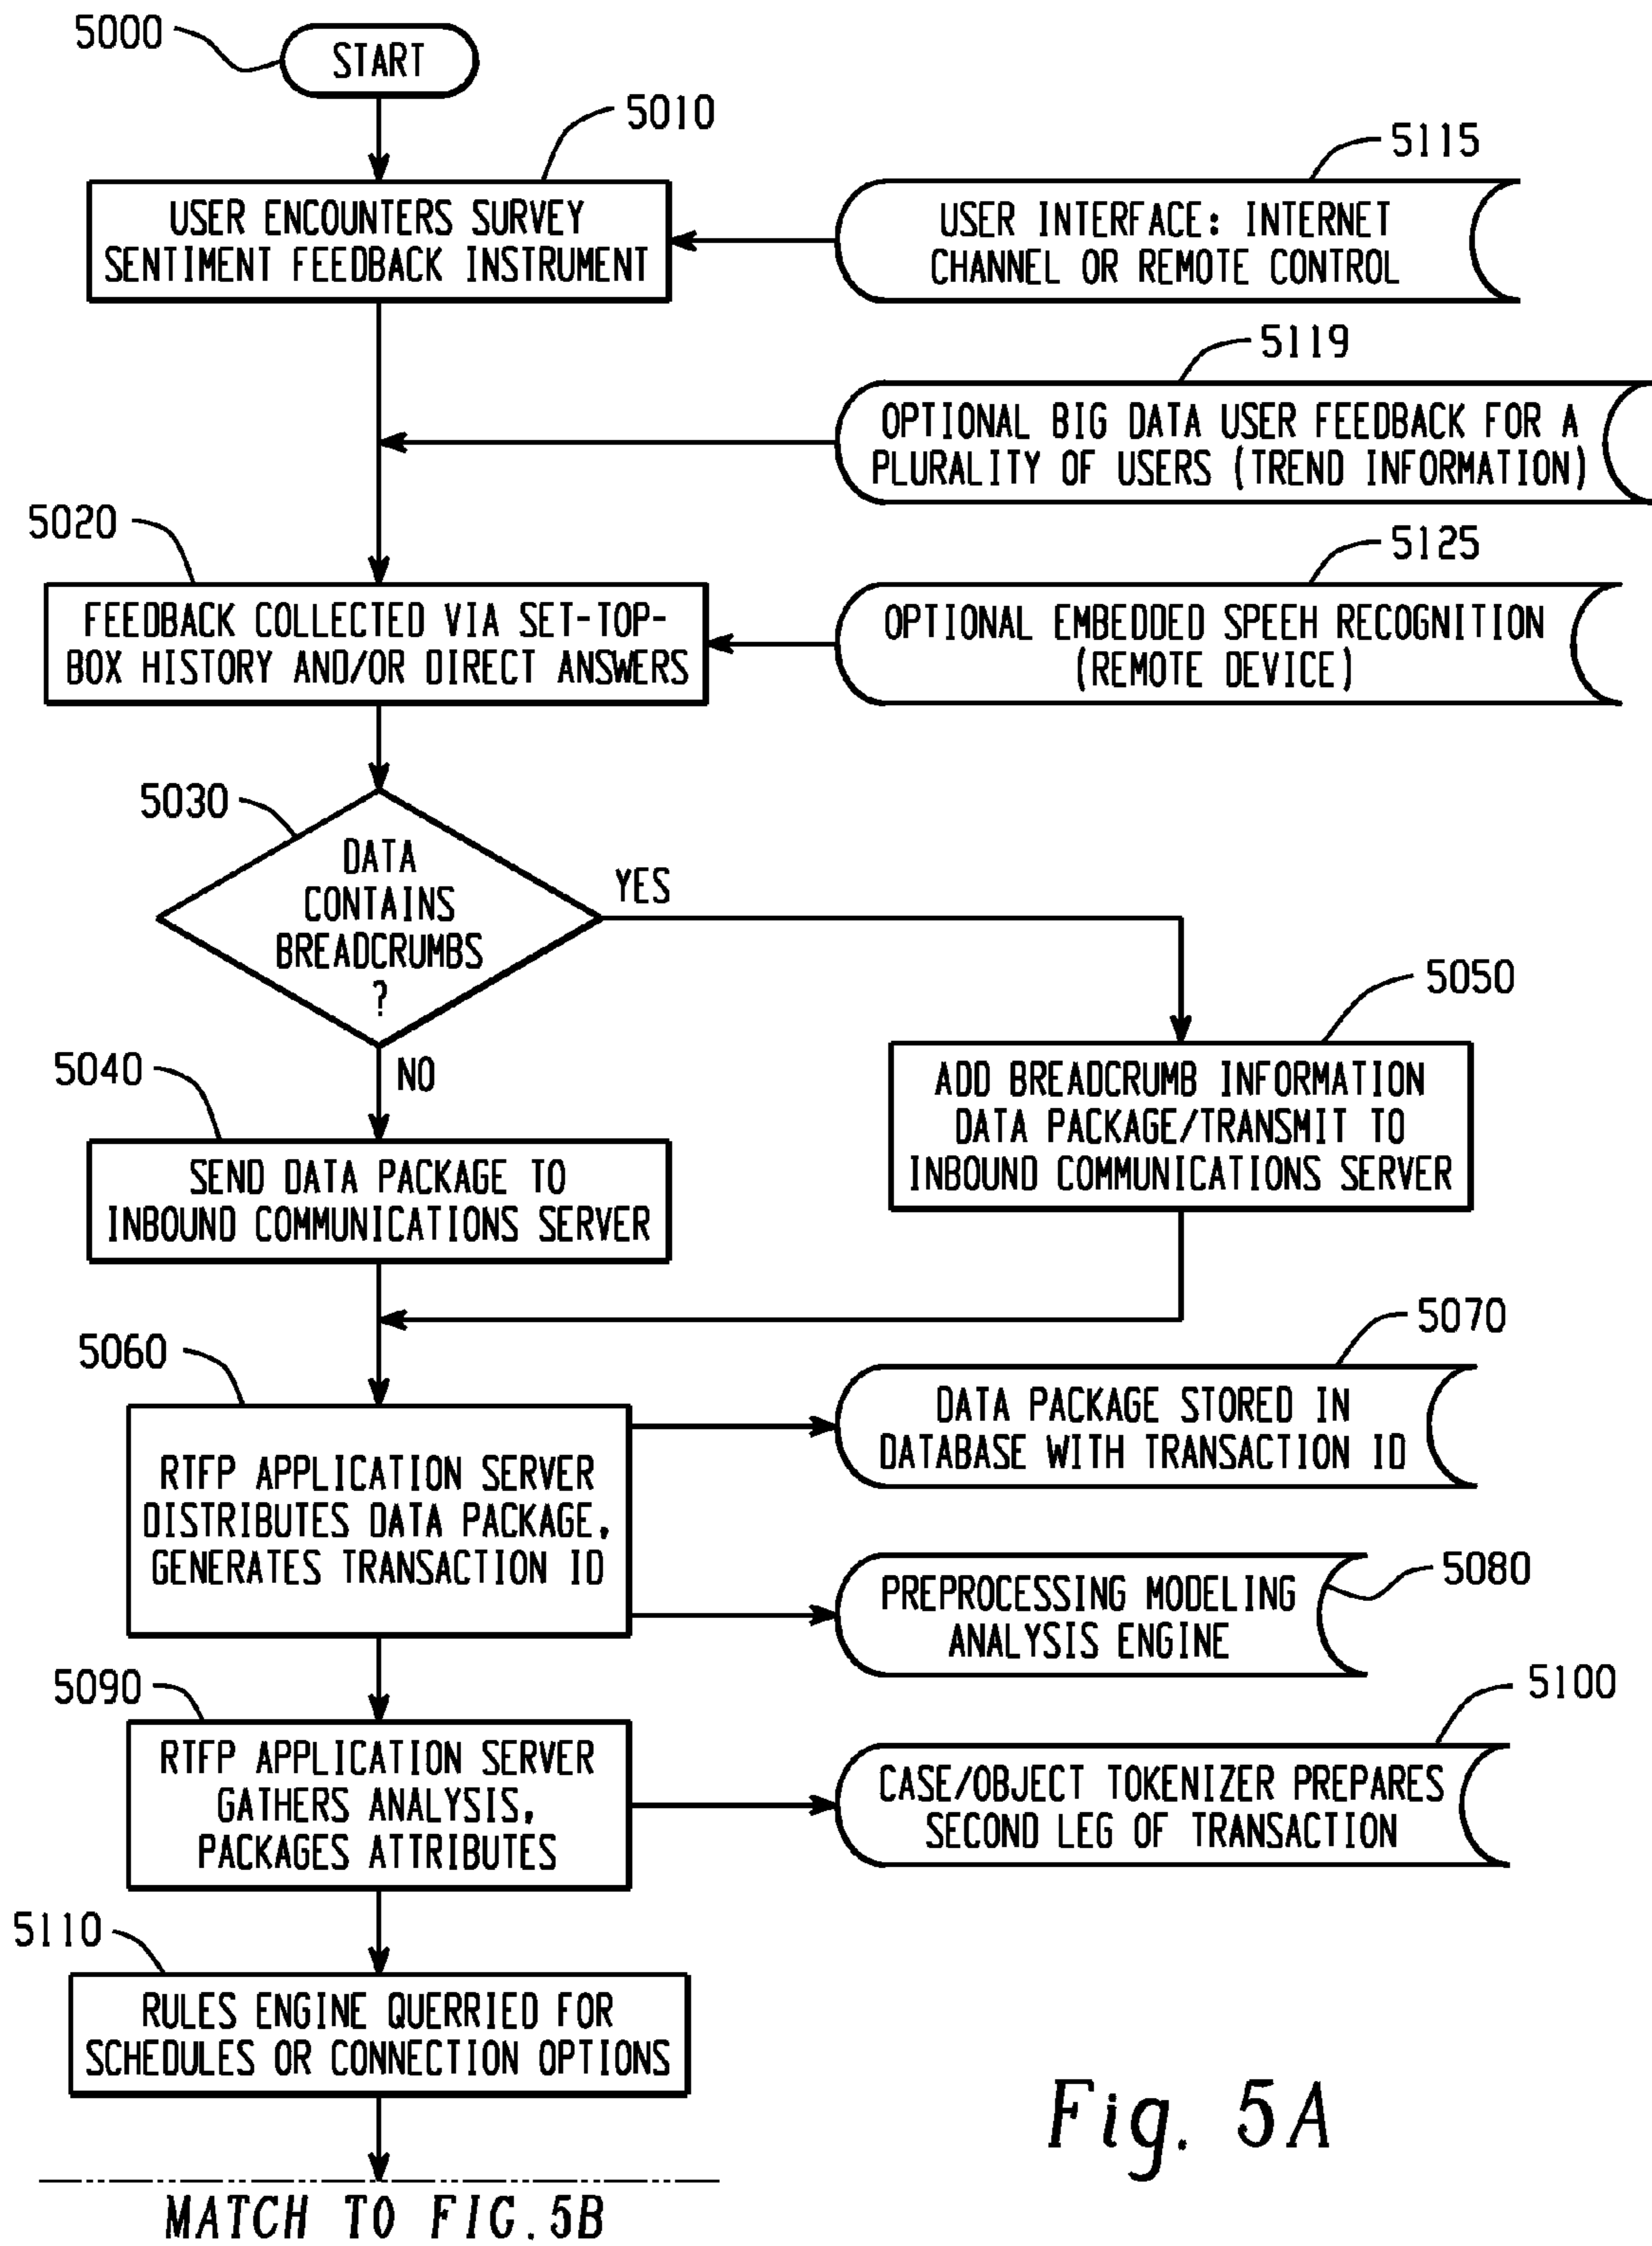 5000
START
5010
USER ENCOUNTERS SURVEY
SENTIMENT FEEDBACK INSTRUMENT
5115
USER INTERFACE: INTERNET
CHANNEL OR REMOTE CONTROL
5119
OPTIONAL BIG DATA USER FEEDBACK FOR A
PLURALITY OF USERS (TREND INFORMATION)
5020
FEEDBACK COLLECTED VIA SET-TOP-
BOX HISTORY AND/OR DIRECT ANSWERS
5125
OPTIONAL EMBEDDED SPEEH RECOGNITION
(REMOTE DEVICE)
5030
DATA
CONTAINS
BREADCRUMBS
?
YES
NO
5040
SEND DATA PACKAGE TO
INBOUND COMMUNICATIONS SERVER
5050
ADD BREADCRUMB INFORMATION
DATA PACKAGE/TRANSMIT TO
INBOUND COMMUNICATIONS SERVER
5060
RTFP APPLICATION SERVER
DISTRIBUTES DATA PACKAGE,
GENERATES TRANSACTION ID
5070
DATA PACKAGE STORED IN
DATABASE WITH TRANSACTION ID
5080
PREPROCESSING MODELING
ANALYSIS ENGINE
5090
RTFP APPLICATION SERVER
GATHERS ANALYSIS,
PACKAGES ATTRIBUTES
5100
CASE/OBJECT TOKENIZER PREPARES
SECOND LEG OF TRANSACTION
5110
RULES ENGINE QUERRIED FOR
SCHEDULES OR CONNECTION OPTIONS
Fig. 5A
MATCH TO FIG.5B